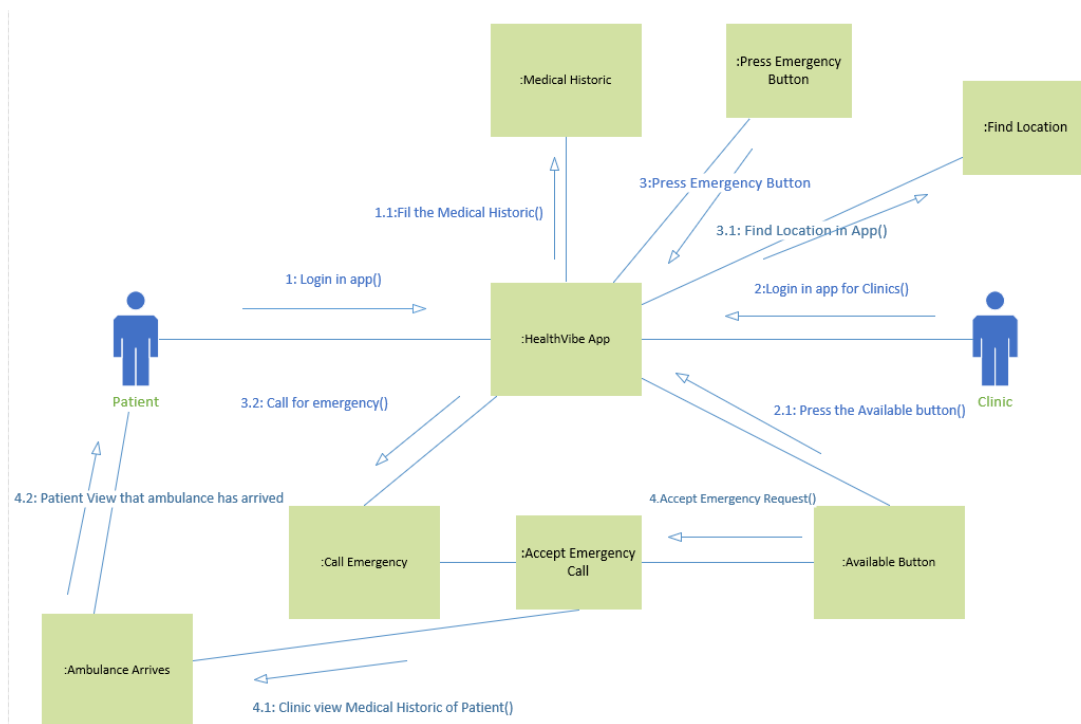 :Medical Historic
:Press Emergency
Button
:Find Location
3:Press Emergency Button
1.1:Fil the Medical Historic()
3.1: Find Location in App()
1: Login in app()
2:Login in app for Clinics()
:HealthVibe App
Patient
Clinic
3.2: Call for emergency()
2.1: Press the Available button()
4.2: Patient View that ambulance has arrived
4.Accept Emergency Request()
:Call Emergency
:Accept Emergency
Call
:Available Button
:Ambulance Arrives
4.1: Clinic view Medical Historic of Patient()